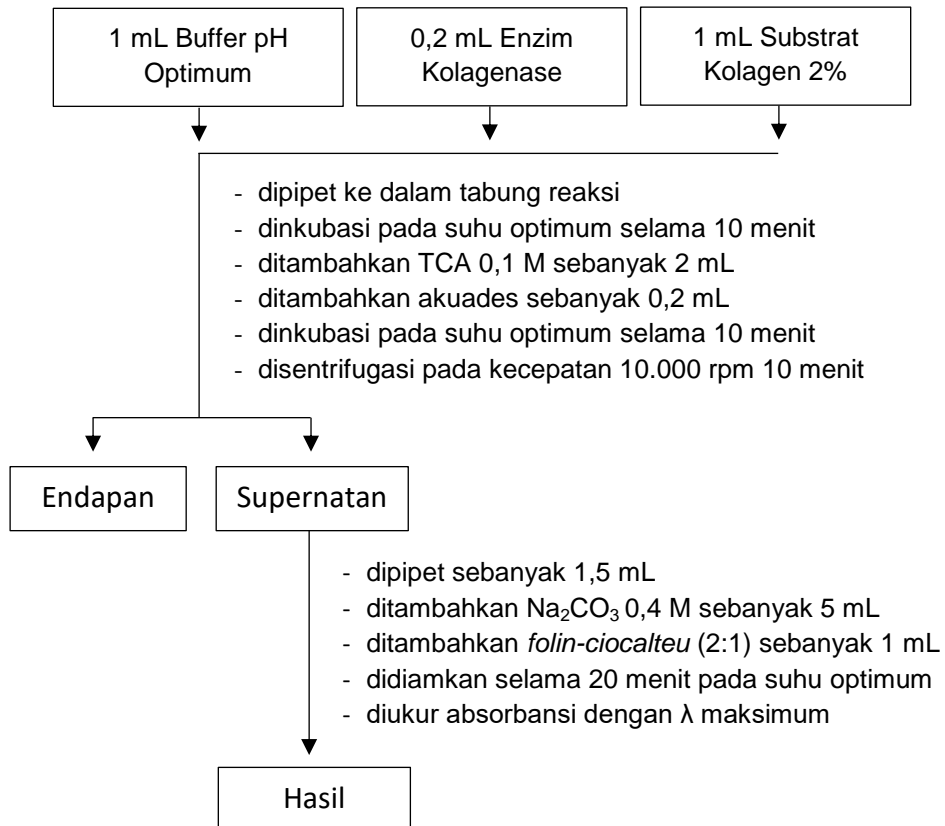 1 mL Buffer pH
Optimum
0,2 mL Enzim
Kolagenase
1 mL Substrat
Kolagen 2%
- dipipet ke dalam tabung reaksi
- dinkubasi pada suhu optimum selama 10 menit
- ditambahkan TCA 0,1 M sebanyak 2 mL
- ditambahkan akuades sebanyak 0,2 mL
- dinkubasi pada suhu optimum selama 10 menit
- disentrifugasi pada kecepatan 10.000 rpm 10 menit
Endapan
Supernatan
- dipipet sebanyak 1,5 mL
- ditambahkan Na₂CO₃ 0,4 M sebanyak 5 mL
- ditambahkan folin-ciocalteu (2:1) sebanyak 1 mL
- didiamkan selama 20 menit pada suhu optimum
- diukur absorbansi dengan λ maksimum
Hasil